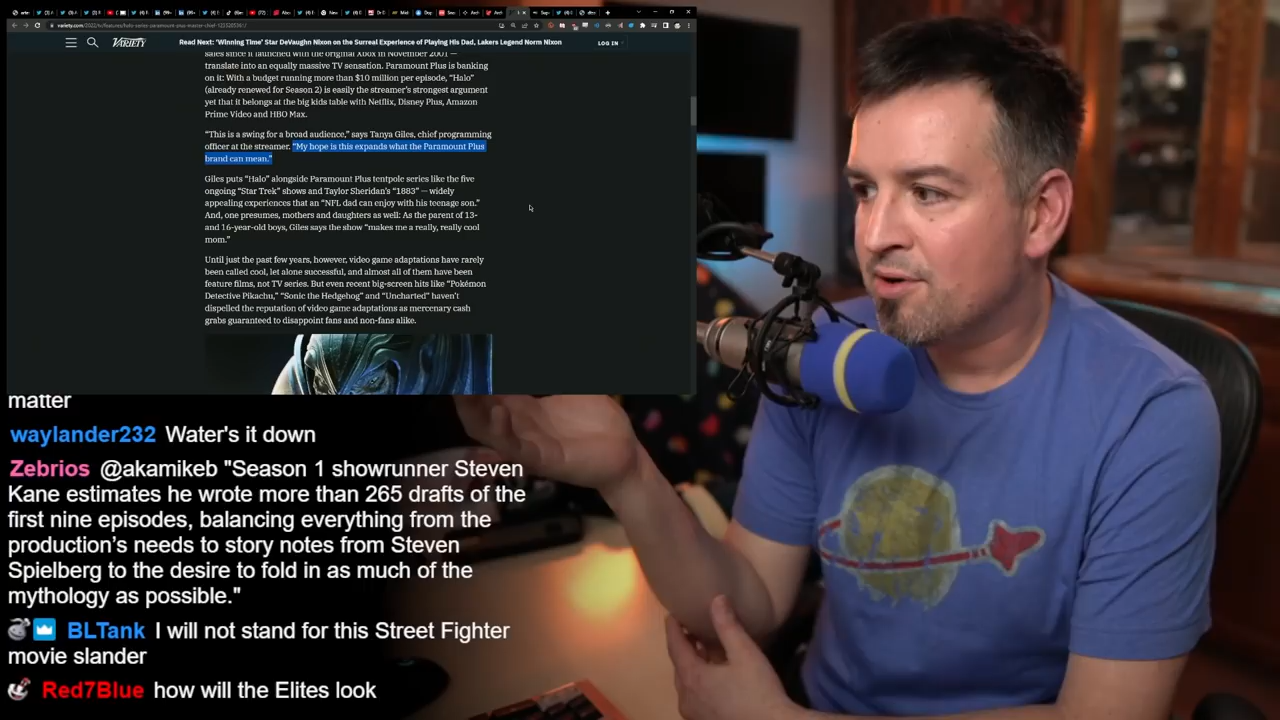 variety.com/2022/tv/features/halo-series-paramount-plus-master-chief-
VARIETY
Read Next: 'Winning Time' Star DeVaughn Nixon on the Surreal Experience of Playing His Dad, Lakers Legend Norm Nixon
LOG IN
sales since it launched with the original Xbox in November 2001 —
translate into an equally massive TV sensation. Paramount Plus is banking
on it: With a budget running more than $10 million per episode, “Halo”
(already renewed for Season 2) is easily the streamer’s strongest argument
yet that it belongs at the big kids table with Netflix, Disney Plus, Amazon
Prime Video and HBO Max.
“This is a swing for a broad audience,” says Tanya Giles, chief programming
officer at the streamer. “My hope is this expands what the Paramount Plus
brand can mean.”
Giles puts “Halo” alongside Paramount Plus tentpole series like the five
ongoing “Star Trek” shows and Taylor Sheridan’s “1883” — widely
appealing experiences that an “NFL dad can enjoy with his teenage son.”
And, one presumes, mothers and daughters as well: As the parent of 13-
and 16-year-old boys, Giles says the show “makes me a really, really cool
mom.”
Until just the past few years, however, video game adaptations have rarely
been called cool, let alone successful, and almost all of them have been
feature films, not TV series. But even recent big-screen hits like “Pokémon
Detective Pikachu,” “Sonic the Hedgehog” and “Uncharted” haven’t
dispelled the reputation of video game adaptations as mercenary cash
grabs guaranteed to disappoint fans and non-fans alike.
matter
waylander232 Water's it down
Zebrios @akamikeb "Season 1 showrunner Steven
Kane estimates he wrote more than 265 drafts of the
first nine episodes, balancing everything from the
production’s needs to story notes from Steven
Spielberg to the desire to fold in as much of the
mythology as possible."
BLTank I will not stand for this Street Fighter
movie slander
Red7Blue how will the Elites look